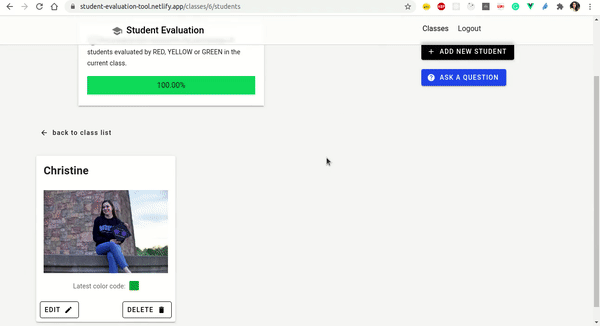 student-evaluation-tool.netlify.app/classes/6/students
Student Evaluation
Classes
Logout
students evaluated by RED, YELLOW or GREEN in the
current class.
100.00%
ADD NEW STUDENT
ASK A QUESTION
back to class list
Christine
Latest color code:
EDIT
DELETE